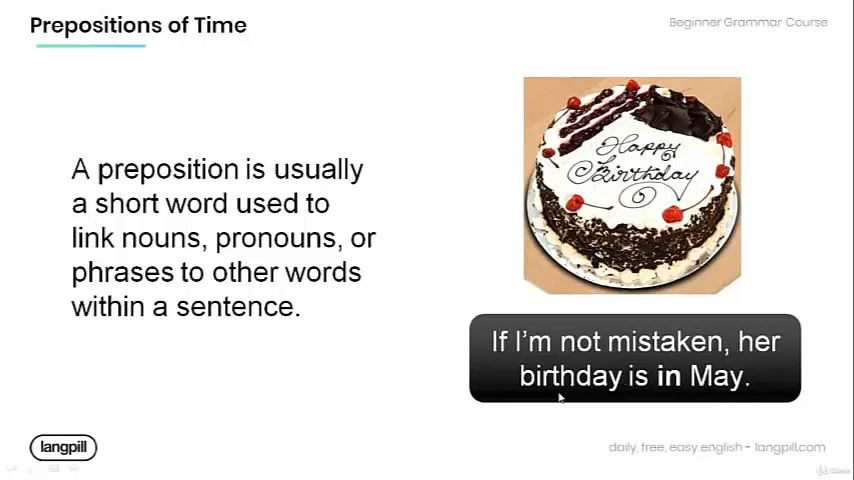 Prepositions of Time
Beginner Grammar Course
A preposition is usually
a short word used to
link nouns, pronouns, or
phrases to other words
within a sentence.
Happy
Birthday
If I’m not mistaken, her
birthday is in May.
langpill
daily, free, easy english - langpill.com